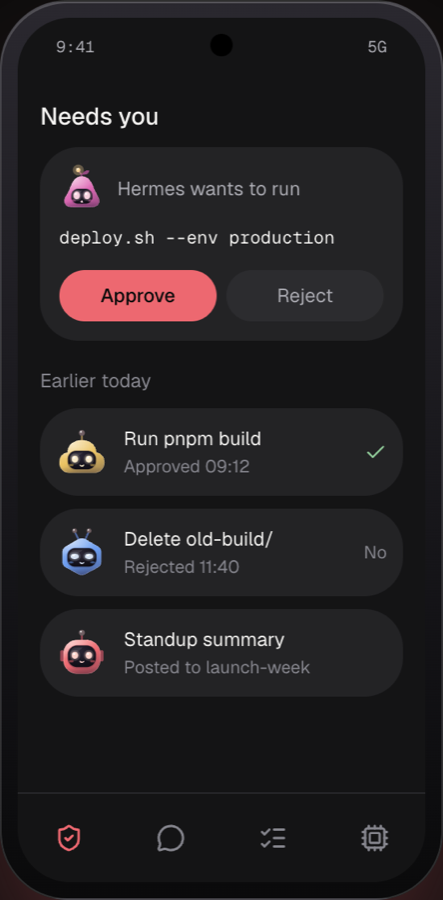 9:41
5G
Needs you
Hermes wants to run
deploy.sh --env production
Approve
Reject
Earlier today
Run pnpm build
Approved 09:12
Delete old-build/
Rejected 11:40
No
Standup summary
Posted to launch-week